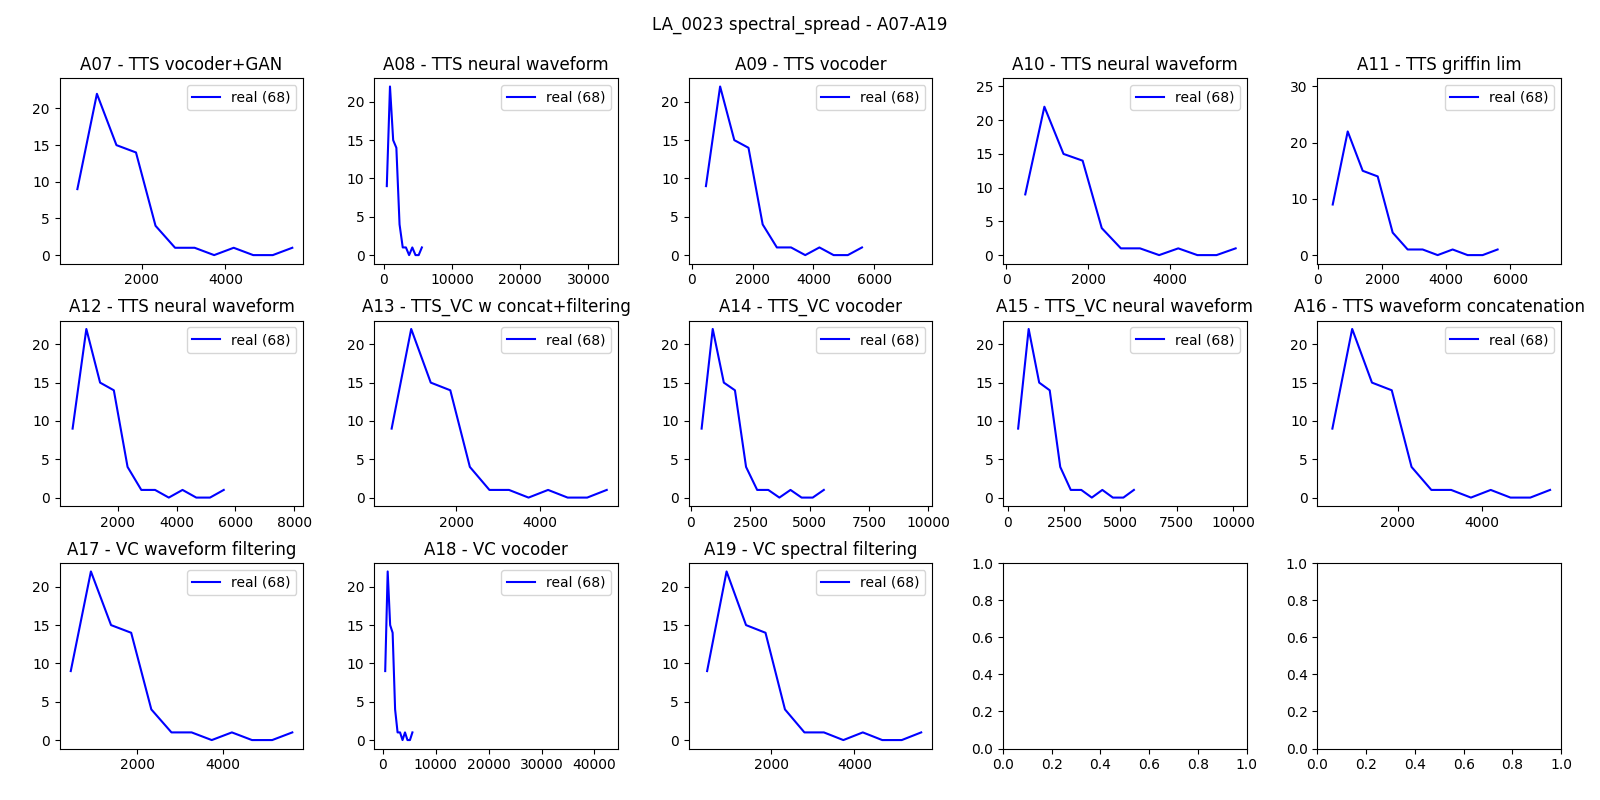 LA_0023 spectral_spread - A07-A19
A07 - TTS vocoder+GAN
real (68)
20
15
10
5
0
2000 4000
A08 - TTS neural waveform
real (68)
20
15
10
5
0
0 10000 20000 30000
A09 - TTS vocoder
real (68)
20
15
10
5
0
0 2000 4000 6000
A10 - TTS neural waveform
real (68)
25
20
15
10
5
0
0 2000 4000
A11 - TTS griffin lim
real (68)
30
20
10
0
0 2000 4000 6000
A12 - TTS neural waveform
real (68)
20
15
10
5
0
2000 4000 6000 8000
A13 - TTS_VC w concat+filtering
real (68)
20
15
10
5
0
2000 4000
A14 - TTS_VC vocoder
real (68)
20
15
10
5
0
0 2500 5000 7500 10000
A15 - TTS_VC neural waveform
real (68)
20
15
10
5
0
0 2500 5000 7500 10000
A16 - TTS waveform concatenation
real (68)
20
15
10
5
0
2000 4000
A17 - VC waveform filtering
real (68)
20
15
10
5
0
2000 4000
A18 - VC vocoder
real (68)
20
15
10
5
0
0 10000 20000 30000 40000
A19 - VC spectral filtering
real (68)
20
15
10
5
0
2000 4000
1.0
0.8
0.6
0.4
0.2
0.0
0.0 0.2 0.4 0.6 0.8 1.0
1.0
0.8
0.6
0.4
0.2
0.0
0.0 0.2 0.4 0.6 0.8 1.0